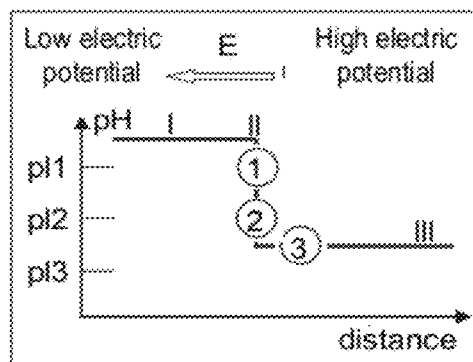 Low electric potential
E
High electric potential
pH
I
II
pI1
1
pI2
2
3
III
pI3
distance